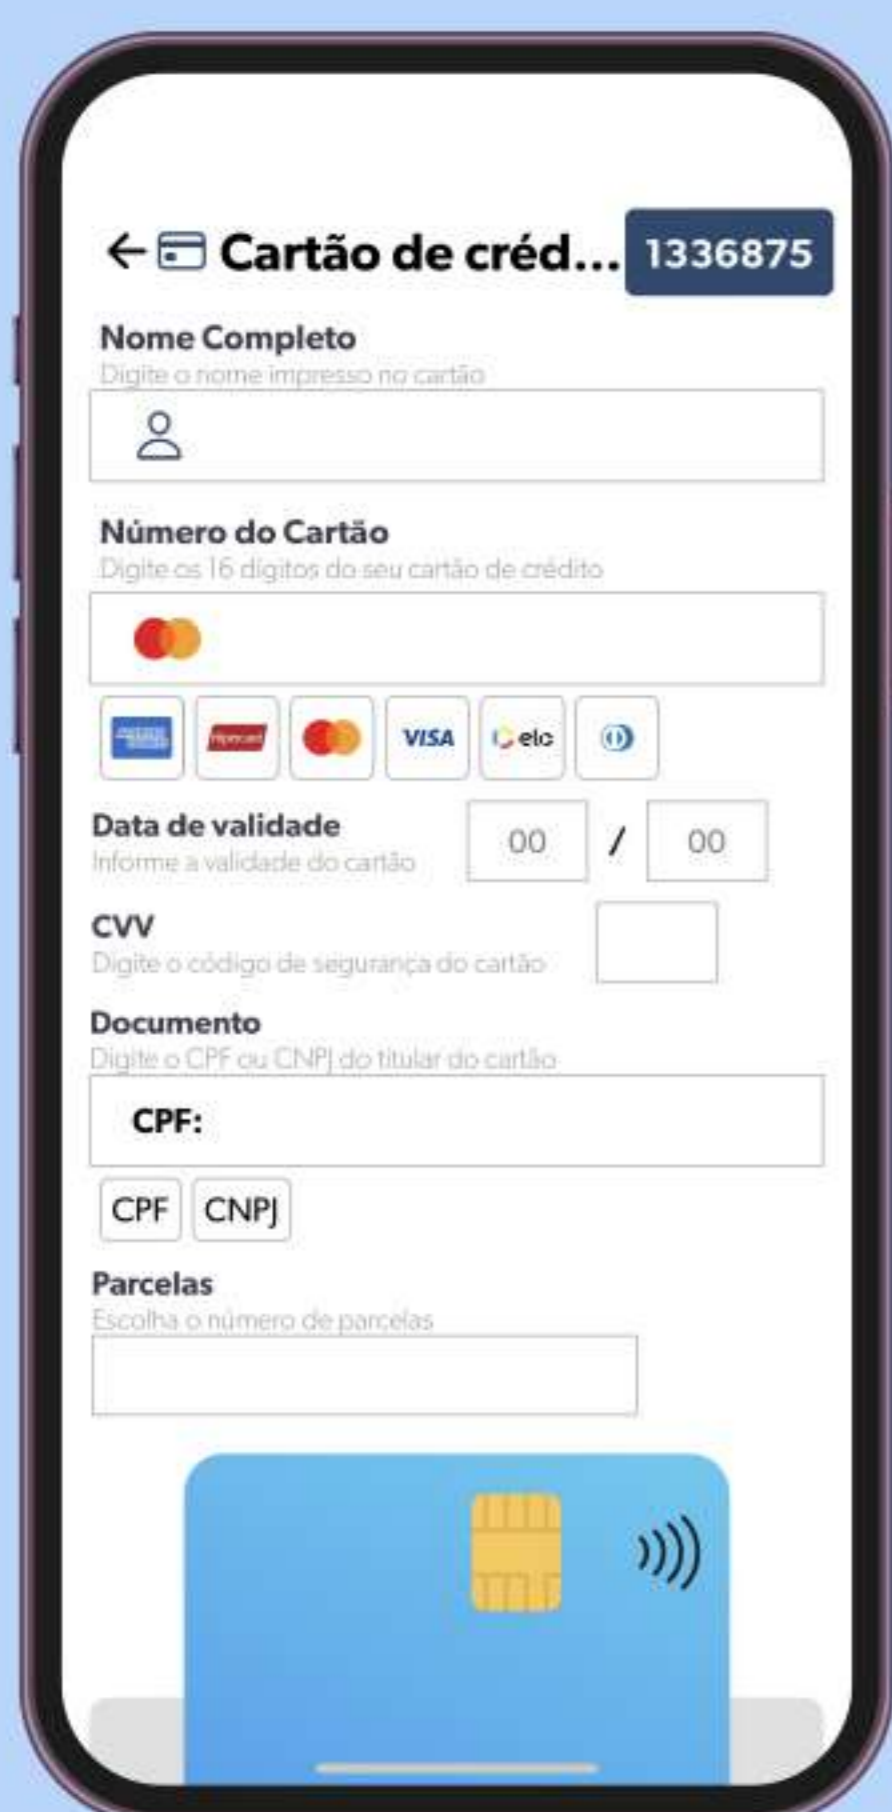 Cartão de créd... 1336875
Nome Completo
Digite o nome impresso no cartão
Número do Cartão
Digite os 16 dígitos do seu cartão de crédito
AMERICAN EXPRESS Hipercard VISA elo
Data de validade
Informe a validade do cartão
00 / 00
CVV
Digite o código de segurança do cartão
Documento
Digite o CPF ou CNPJ do titular do cartão
CPF:
CPF CNPJ
Parcelas
Escolha o número de parcelas